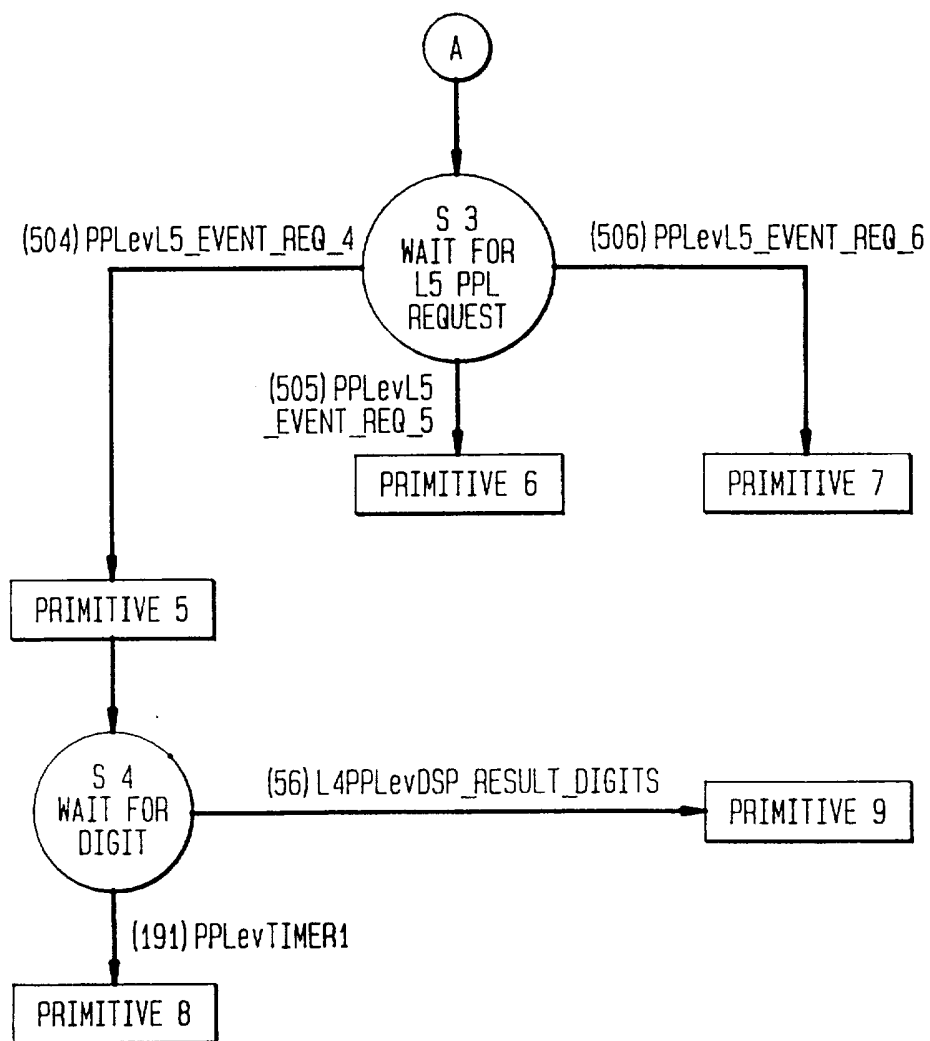 A
S 3
WAIT FOR
L5 PPL
REQUEST
(504) PPLevL5_EVENT_REQ_4
(506) PPLevL5_EVENT_REQ_6
(505) PPLevL5
_EVENT_REQ_5
PRIMITIVE 6
PRIMITIVE 7
PRIMITIVE 5
S 4
WAIT FOR
DIGIT
(56) L4PPLevDSP_RESULT_DIGITS
PRIMITIVE 9
(191) PPLevTIMER1
PRIMITIVE 8